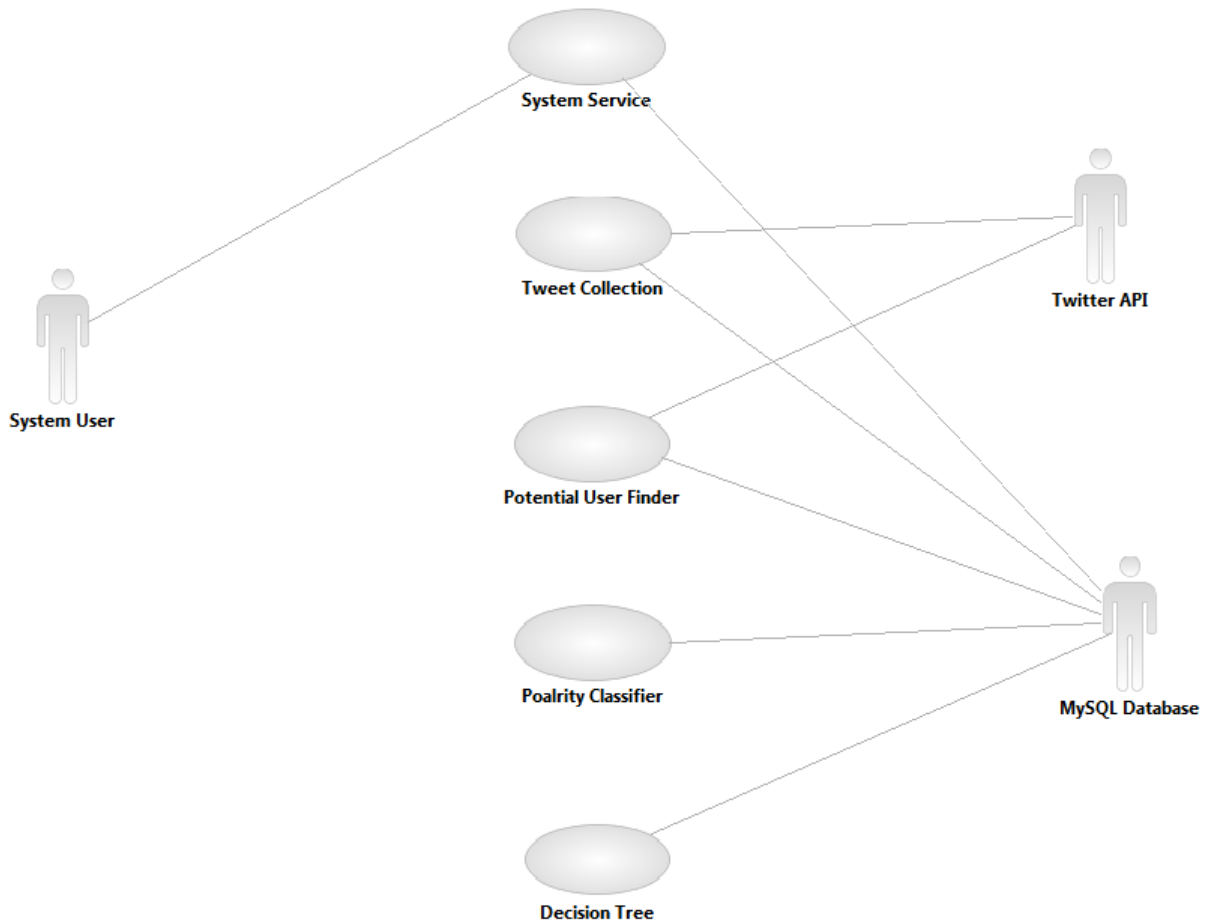 System Service
Tweet Collection
Twitter API
System User
Potential User Finder
Poalrity Classifier
MySQL Database
Decision Tree